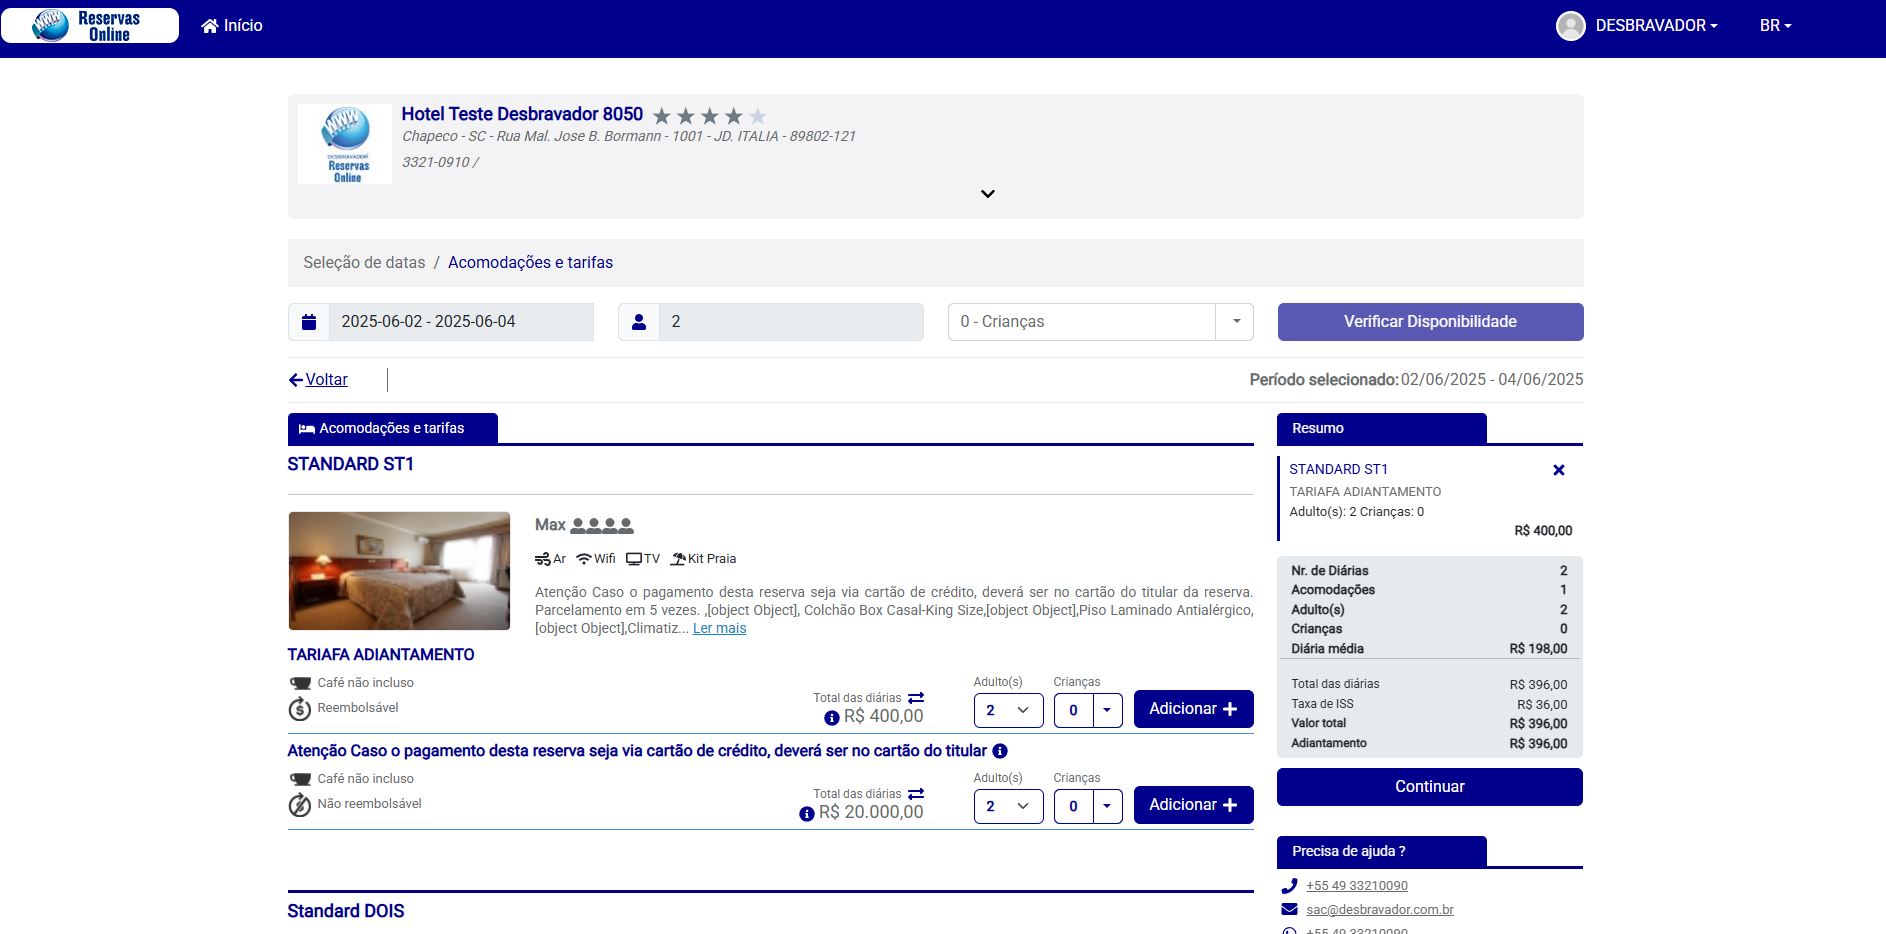 Reservas
Online
Início
DESBRAVADOR
BR
WWW
DESBRAVADOR
Reservas
Online
Hotel Teste Desbravador 8050
Chapeco - SC - Rua Mal. Jose B. Bormann - 1001 - JD. ITALIA - 89802-121
3321-0910 /
Seleção de datas / Acomodações e tarifas
2025-06-02 - 2025-06-04
2
0 - Crianças
Verificar Disponibilidade
Voltar
Período selecionado: 02/06/2025 - 04/06/2025
Acomodações e tarifas
STANDARD ST1
Max
Ar Wifi TV Kit Praia
Atenção Caso o pagamento desta reserva seja via cartão de crédito, deverá ser no cartão do titular da reserva.
Parcelamento em 5 vezes. ,[object Object], Colchão Box Casal-King Size,[object Object],Piso Laminado Antialérgico,
[object Object],Climatiz... Ler mais
TARIAFA ADIANTAMENTO
Café não incluso
Reembolsável
Total das diárias
R$ 400,00
Adulto(s)
2
Crianças
0
Adicionar
Atenção Caso o pagamento desta reserva seja via cartão de crédito, deverá ser no cartão do titular
Café não incluso
Não reembolsável
Total das diárias
R$ 20.000,00
Adulto(s)
2
Crianças
0
Adicionar
Standard DOIS
Resumo
STANDARD ST1
TARIAFA ADIANTAMENTO
Adulto(s): 2 Crianças: 0
R$ 400,00
Nr. de Diárias 2
Acomodações 1
Adulto(s) 2
Crianças 0
Diária média R$ 198,00
Total das diárias R$ 396,00
Taxa de ISS R$ 36,00
Valor total R$ 396,00
Adiantamento R$ 396,00
Continuar
Precisa de ajuda ?
+55 49 33210090
sac@desbravador.com.br
+55 49 33210090